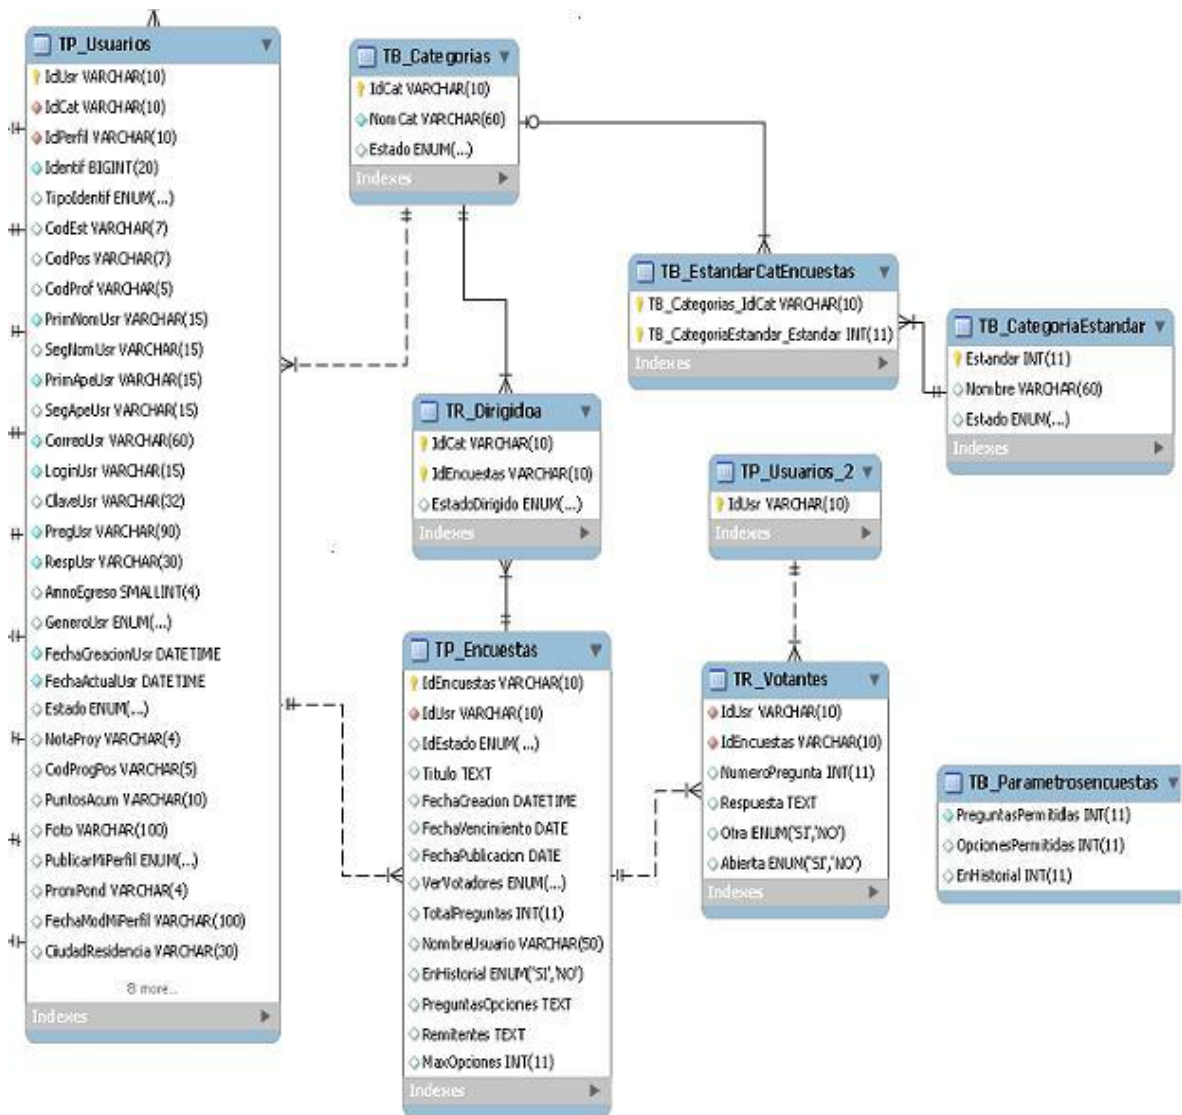 TP_Usuarios
IdUsr VARCHAR(10)
IdCat VARCHAR(10)
IdPerfil VARCHAR(10)
Identif BIGINT(20)
TipoIdentif ENUM(...)
CodEst VARCHAR(7)
CodPos VARCHAR(7)
CodProf VARCHAR(5)
PrimNomUsr VARCHAR(15)
SegNomUsr VARCHAR(15)
PrimApeUsr VARCHAR(15)
SegApeUsr VARCHAR(15)
CorreoUsr VARCHAR(60)
LoginUsr VARCHAR(15)
ClaveUsr VARCHAR(32)
PregUsr VARCHAR(90)
RespUsr VARCHAR(30)
AnnoEgreso SMALLINT(4)
GeneroUsr ENUM(...)
FechaCreacionUsr DATETIME
FechaActualUsr DATETIME
Estado ENUM(...)
NotaProy VARCHAR(4)
CodProgPos VARCHAR(5)
PuntosAcum VARCHAR(10)
Foto VARCHAR(100)
PublicarMiPerfil ENUM(...)
PromPond VARCHAR(4)
FechaModMiPerfil VARCHAR(100)
CiudadResidencia VARCHAR(30)
8 more...
Indexes
TB_Categorias
IdCat VARCHAR(10)
NomCat VARCHAR(60)
Estado ENUM(...)
Indexes
TB_EstandarCatEncuestas
TB_Categorias_IdCat VARCHAR(10)
TB_CategoriaEstandar_Estandar INT(11)
Indexes
TB_CategoriaEstandar
Estandar INT(11)
Nombre VARCHAR(60)
Estado ENUM(...)
Indexes
TR_Dirigidoa
IdCat VARCHAR(10)
IdEncuestas VARCHAR(10)
EstadoDirigido ENUM(...)
Indexes
TP_Usuarios_2
IdUsr VARCHAR(10)
Indexes
TP_Encuestas
IdEncuestas VARCHAR(10)
IdUsr VARCHAR(10)
IdEstado ENUM(...)
Titulo TEXT
FechaCreacion DATETIME
FechaVencimiento DATE
FechaPublicacion DATE
VerVotadores ENUM(...)
TotalPreguntas INT(11)
NombreUsuario VARCHAR(50)
EnHistorial ENUM('SI','NO')
PreguntasOpciones TEXT
Remitentes TEXT
MaxOpciones INT(11)
Indexes
TR_Votantes
IdUsr VARCHAR(10)
IdEncuestas VARCHAR(10)
NumeroPregunta INT(11)
Respuesta TEXT
Otra ENUM('SI','NO')
Abierta ENUM('SI','NO')
Indexes
TB_Parametrosencuestas
PreguntasPermitidas INT(11)
OpcionesPermitidas INT(11)
EnHistorial INT(11)